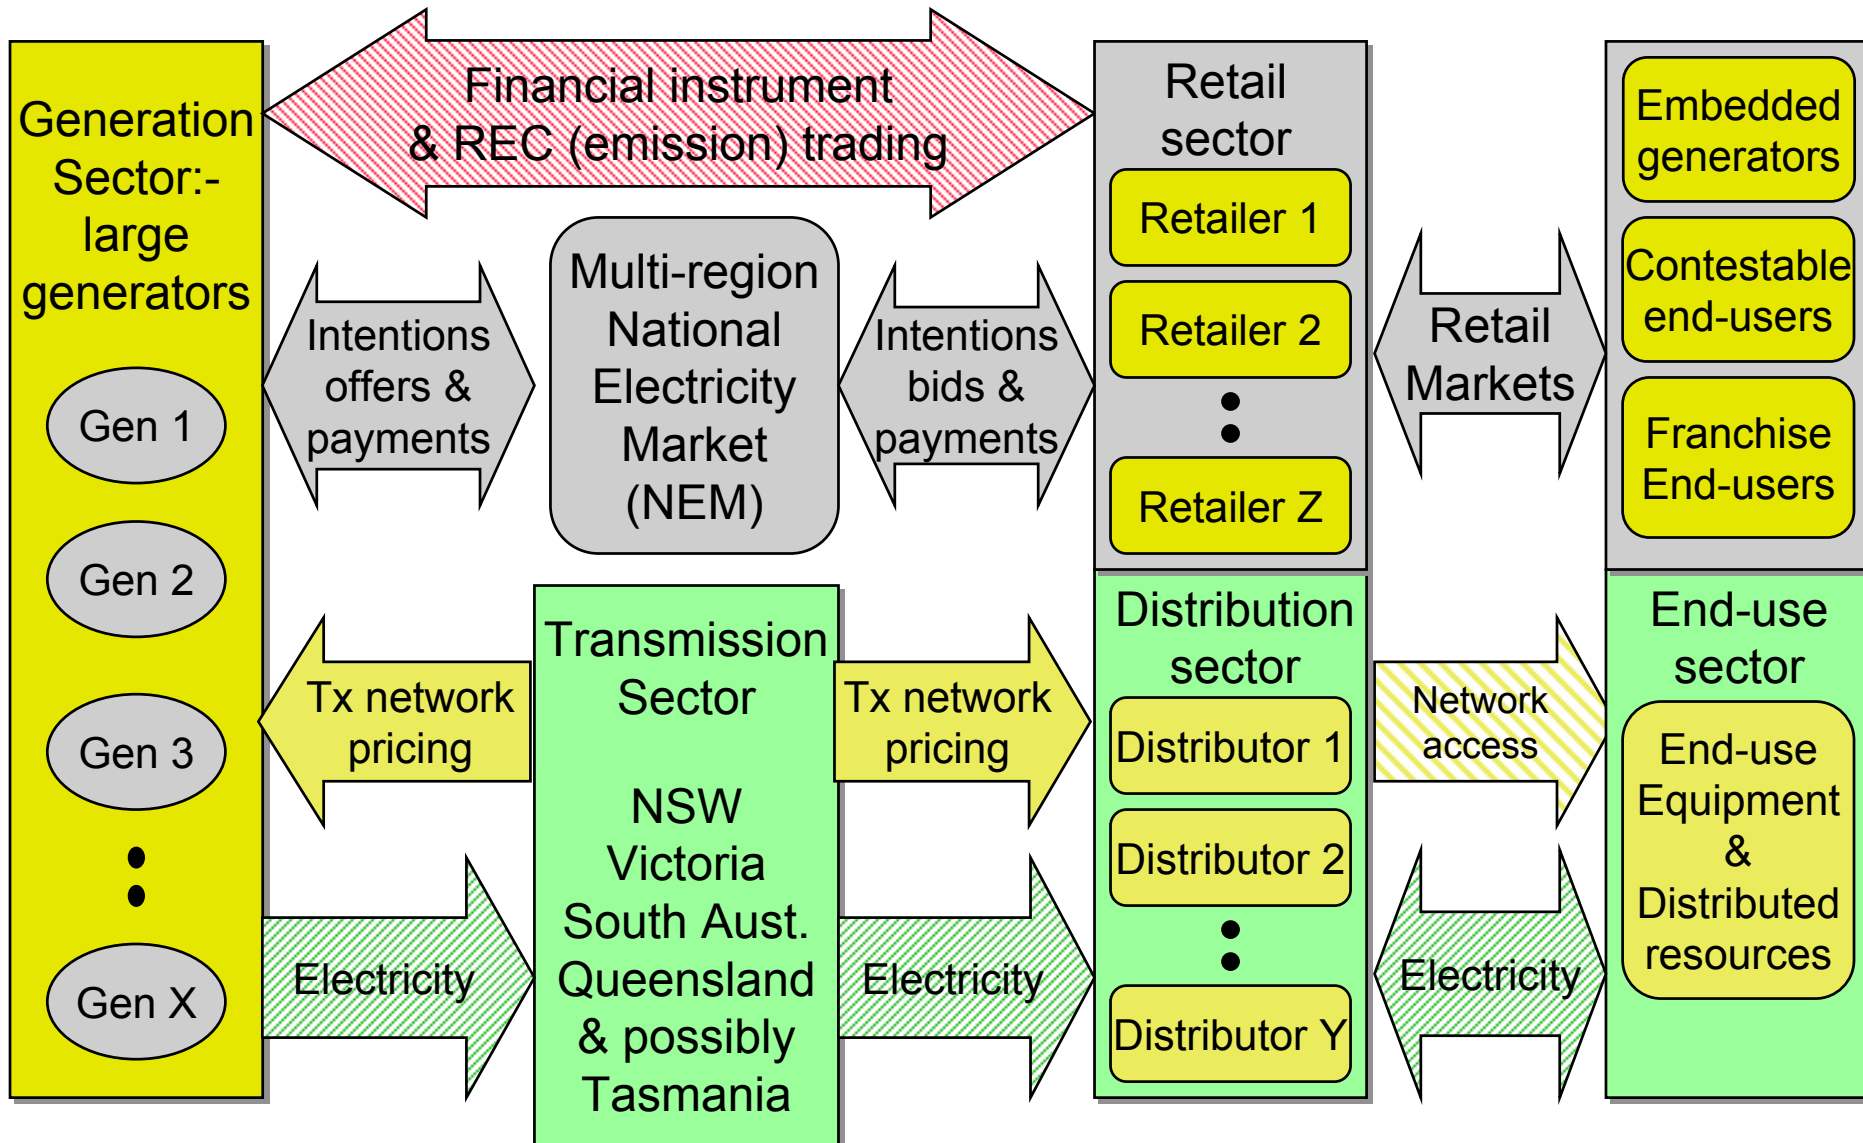 Generation
Sector:-
large
generators
Gen 1
Gen 2
Gen 3
Gen X
Financial instrument
& REC (emission) trading
Intentions
offers &
payments
Multi-region
National
Electricity
Market
(NEM)
Intentions
bids &
payments
Tx network
pricing
Transmission
Sector
NSW
Victoria
South Aust.
Queensland
& possibly
Tasmania
Tx network
pricing
Electricity
Electricity
Retail
sector
Retailer 1
Retailer 2
Retailer Z
Distribution
sector
Distributor 1
Distributor 2
Distributor Y
Retail
Markets
Network
access
Electricity
Embedded
generators
Contestable
end-users
Franchise
End-users
End-use
sector
End-use
Equipment
&
Distributed
resources